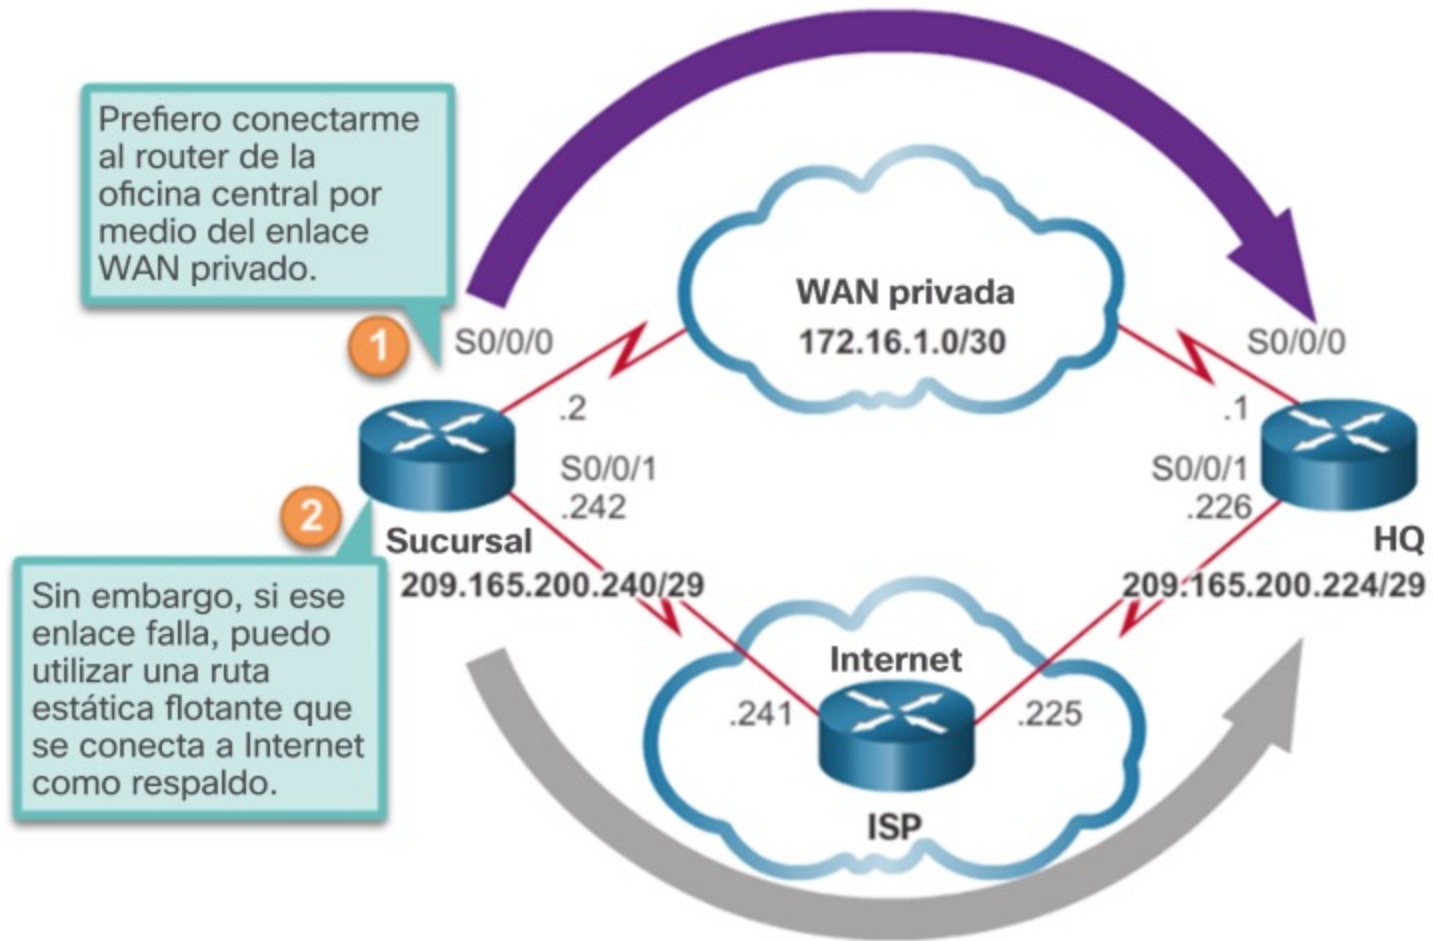 Prefiero conectarme
al router de la
oficina central por
medio del enlace
WAN privado.
1
S0/0/0
WAN privada
172.16.1.0/30
S0/0/0
.2
.1
S0/0/1
.242
S0/0/1
.226
2
Sucursal
HQ
209.165.200.240/29
209.165.200.224/29
Sin embargo, si ese
enlace falla, puedo
utilizar una ruta
estática flotante que
se conecta a Internet
como respaldo.
Internet
.241
.225
ISP